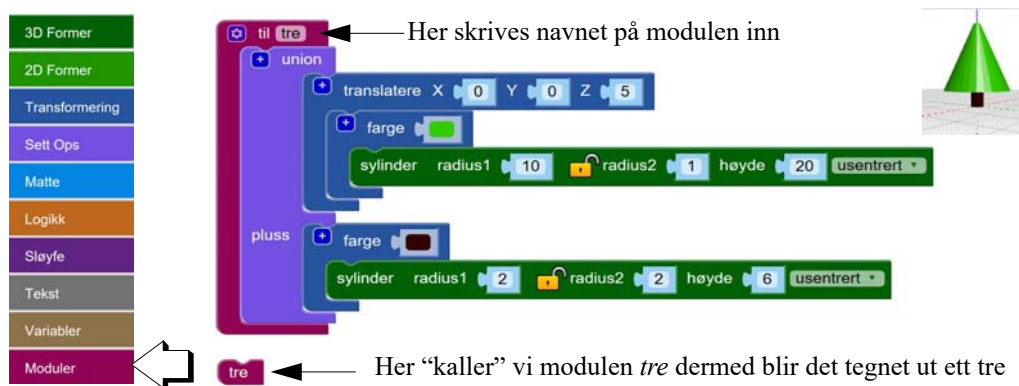 3D Former
2D Former
Transformering
Sett Ops
Matte
Logikk
Sløyfe
Tekst
Variabler
Moduler
til tre
Her skrives navnet på modulen inn
union
translatere X 0 Y 0 Z 5
farge
sylinder radius1 10 radius2 1 høyde 20 usentrert
pluss farge
sylinder radius1 2 radius2 2 høyde 6 usentrert
tre
Her “kaller” vi modulen tre dermed blir det tegnet ut ett tre